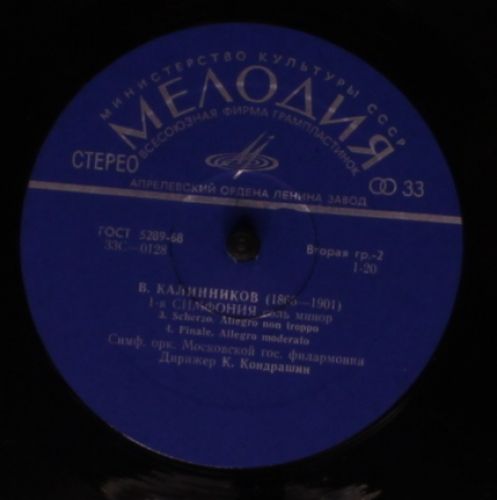 МИНИСТЕРСТВО КУЛЬТУРЫ СССР
МЕЛОДИЯ
ВСЕСОЮЗНАЯ ФИРМА ГРАМПЛАСТИНОК
СТЕРЕО
33
АПРЕЛЕВСКИЙ ОРДЕНА ЛЕНИНА ЗАВОД
ГОСТ 5289-68
Вторая гр.-2
33С—0128
1-20
В. КАЛИННИКОВ (1866—1901)
1-я СИМФОНИЯ соль минор
3. Scherzo. Allegro non troppo
4. Finale. Allegro moderato
Симф. орк. Московской гос. филармонии
Дирижер К. Кондрашин